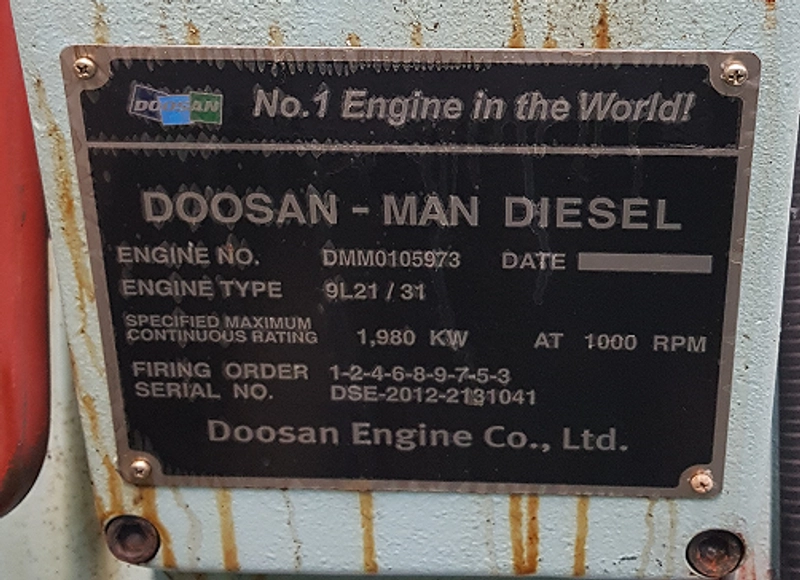 DOOSAN No.1 Engine in the World!
DOOSAN - MAN DIESEL
ENGINE NO. DMM0105973 DATE
ENGINE TYPE 9L21 / 31
SPECIFIED MAXIMUM
CONTINUOUS RATING 1,980 KW AT 1000 RPM
FIRING ORDER 1-2-4-6-8-9-7-5-3
SERIAL NO. DSE-2012-2131041
Doosan Engine Co., Ltd.